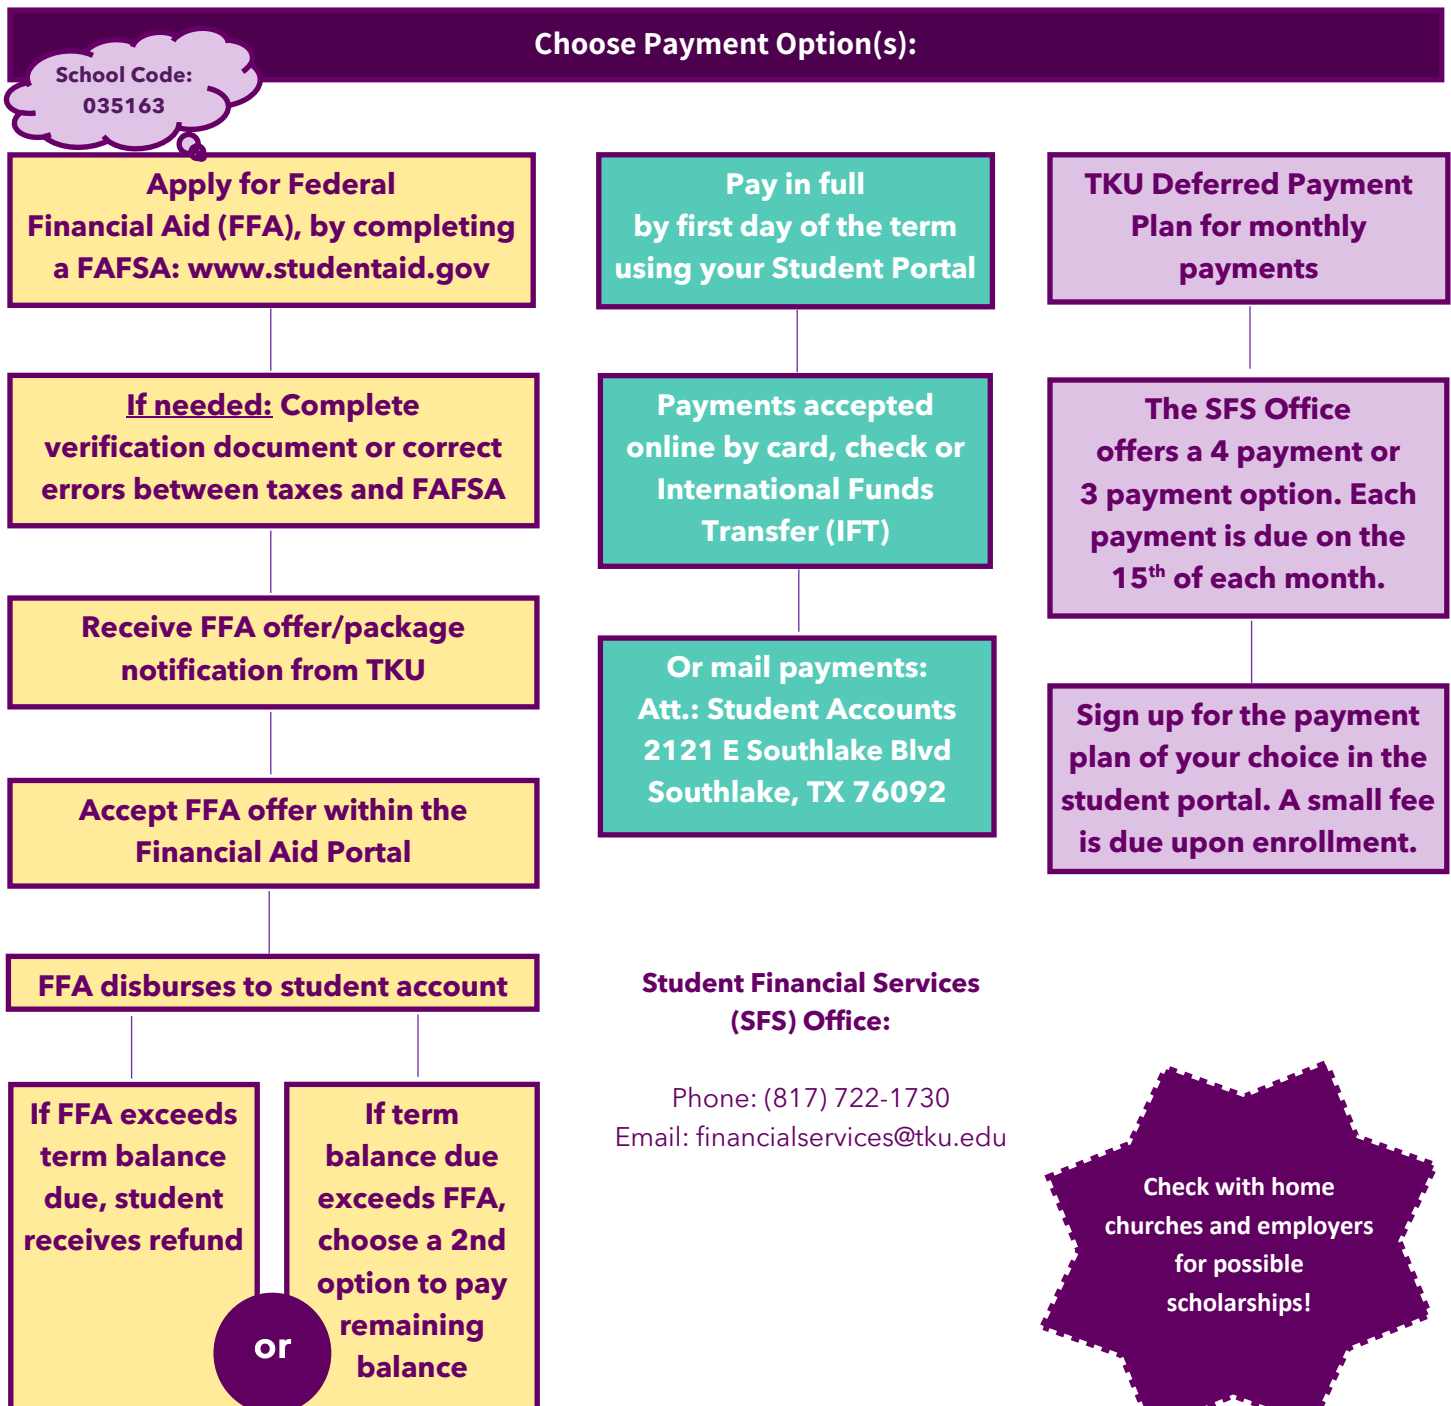 Choose Payment Option(s):
School Code:
035163
Apply for Federal
Financial Aid (FFA), by completing
a FAFSA: www.studentaid.gov
If needed: Complete
verification document or correct
errors between taxes and FAFSA
Receive FFA offer/package
notification from TKU
Accept FFA offer within the
Financial Aid Portal
FFA disburses to student account
If FFA exceeds
term balance
due, student
receives refund
or
If term
balance due
exceeds FFA,
choose a 2nd
option to pay
remaining
balance
Pay in full
by first day of the term
using your Student Portal
Payments accepted
online by card, check or
International Funds
Transfer (IFT)
Or mail payments:
Att.: Student Accounts
2121 E Southlake Blvd
Southlake, TX 76092
Student Financial Services
(SFS) Office:
Phone: (817) 722-1730
Email: financialservices@tku.edu
TKU Deferred Payment
Plan for monthly
payments
The SFS Office
offers a 4 payment or
3 payment option. Each
payment is due on the
15th of each month.
Sign up for the payment
plan of your choice in the
student portal. A small fee
is due upon enrollment.
Check with home
churches and employers
for possible
scholarships!